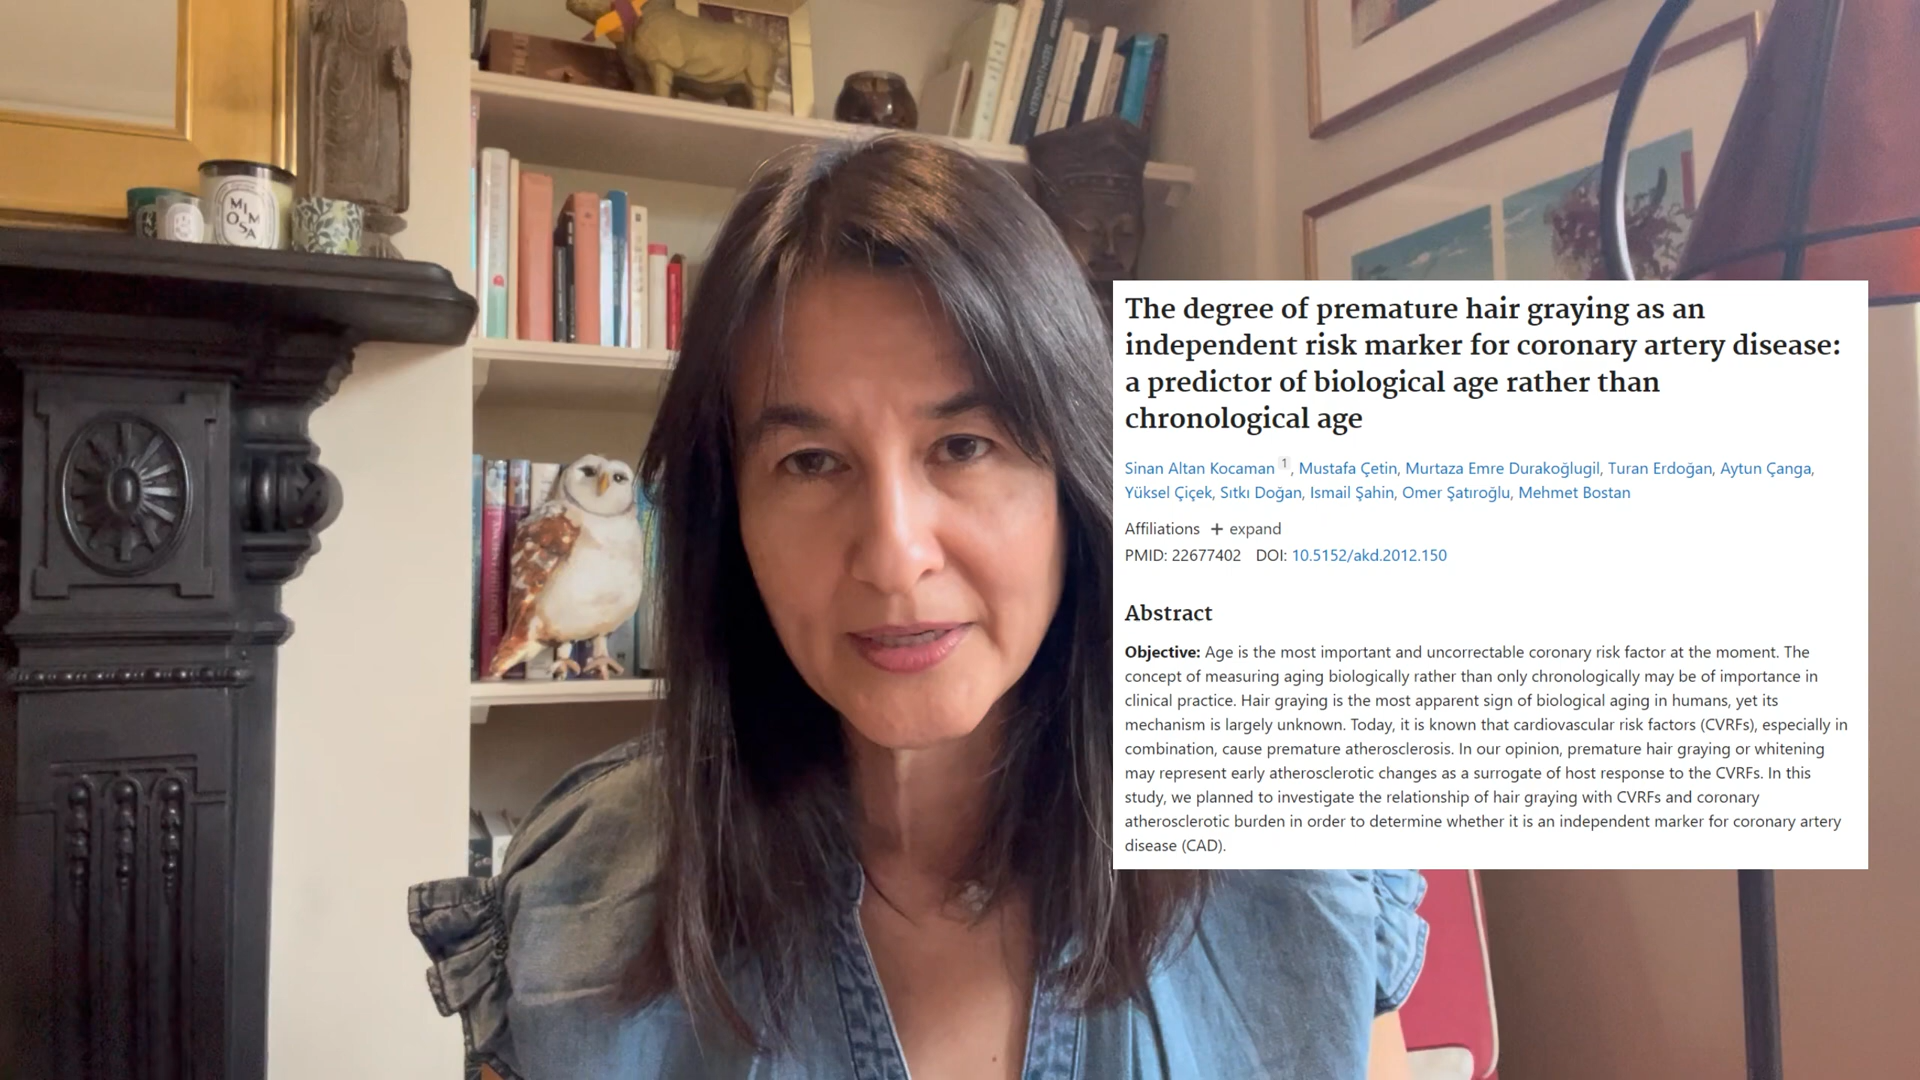 MIM
OSA
The degree of premature hair graying as an
independent risk marker for coronary artery disease:
a predictor of biological age rather than
chronological age
Sinan Altan Kocaman 1, Mustafa Çetin, Murtaza Emre Durakoğlugil, Turan Erdoğan, Aytun Çanga,
Yüksel Çiçek, Sıtkı Doğan, Ismail Şahin, Omer Şatıroğlu, Mehmet Bostan
Affiliations + expand
PMID: 22677402 DOI: 10.5152/akd.2012.150
Abstract
Objective: Age is the most important and uncorrectable coronary risk factor at the moment. The
concept of measuring aging biologically rather than only chronologically may be of importance in
clinical practice. Hair graying is the most apparent sign of biological aging in humans, yet its
mechanism is largely unknown. Today, it is known that cardiovascular risk factors (CVRFs), especially in
combination, cause premature atherosclerosis. In our opinion, premature hair graying or whitening
may represent early atherosclerotic changes as a surrogate of host response to the CVRFs. In this
study, we planned to investigate the relationship of hair graying with CVRFs and coronary
atherosclerotic burden in order to determine whether it is an independent marker for coronary artery
disease (CAD).